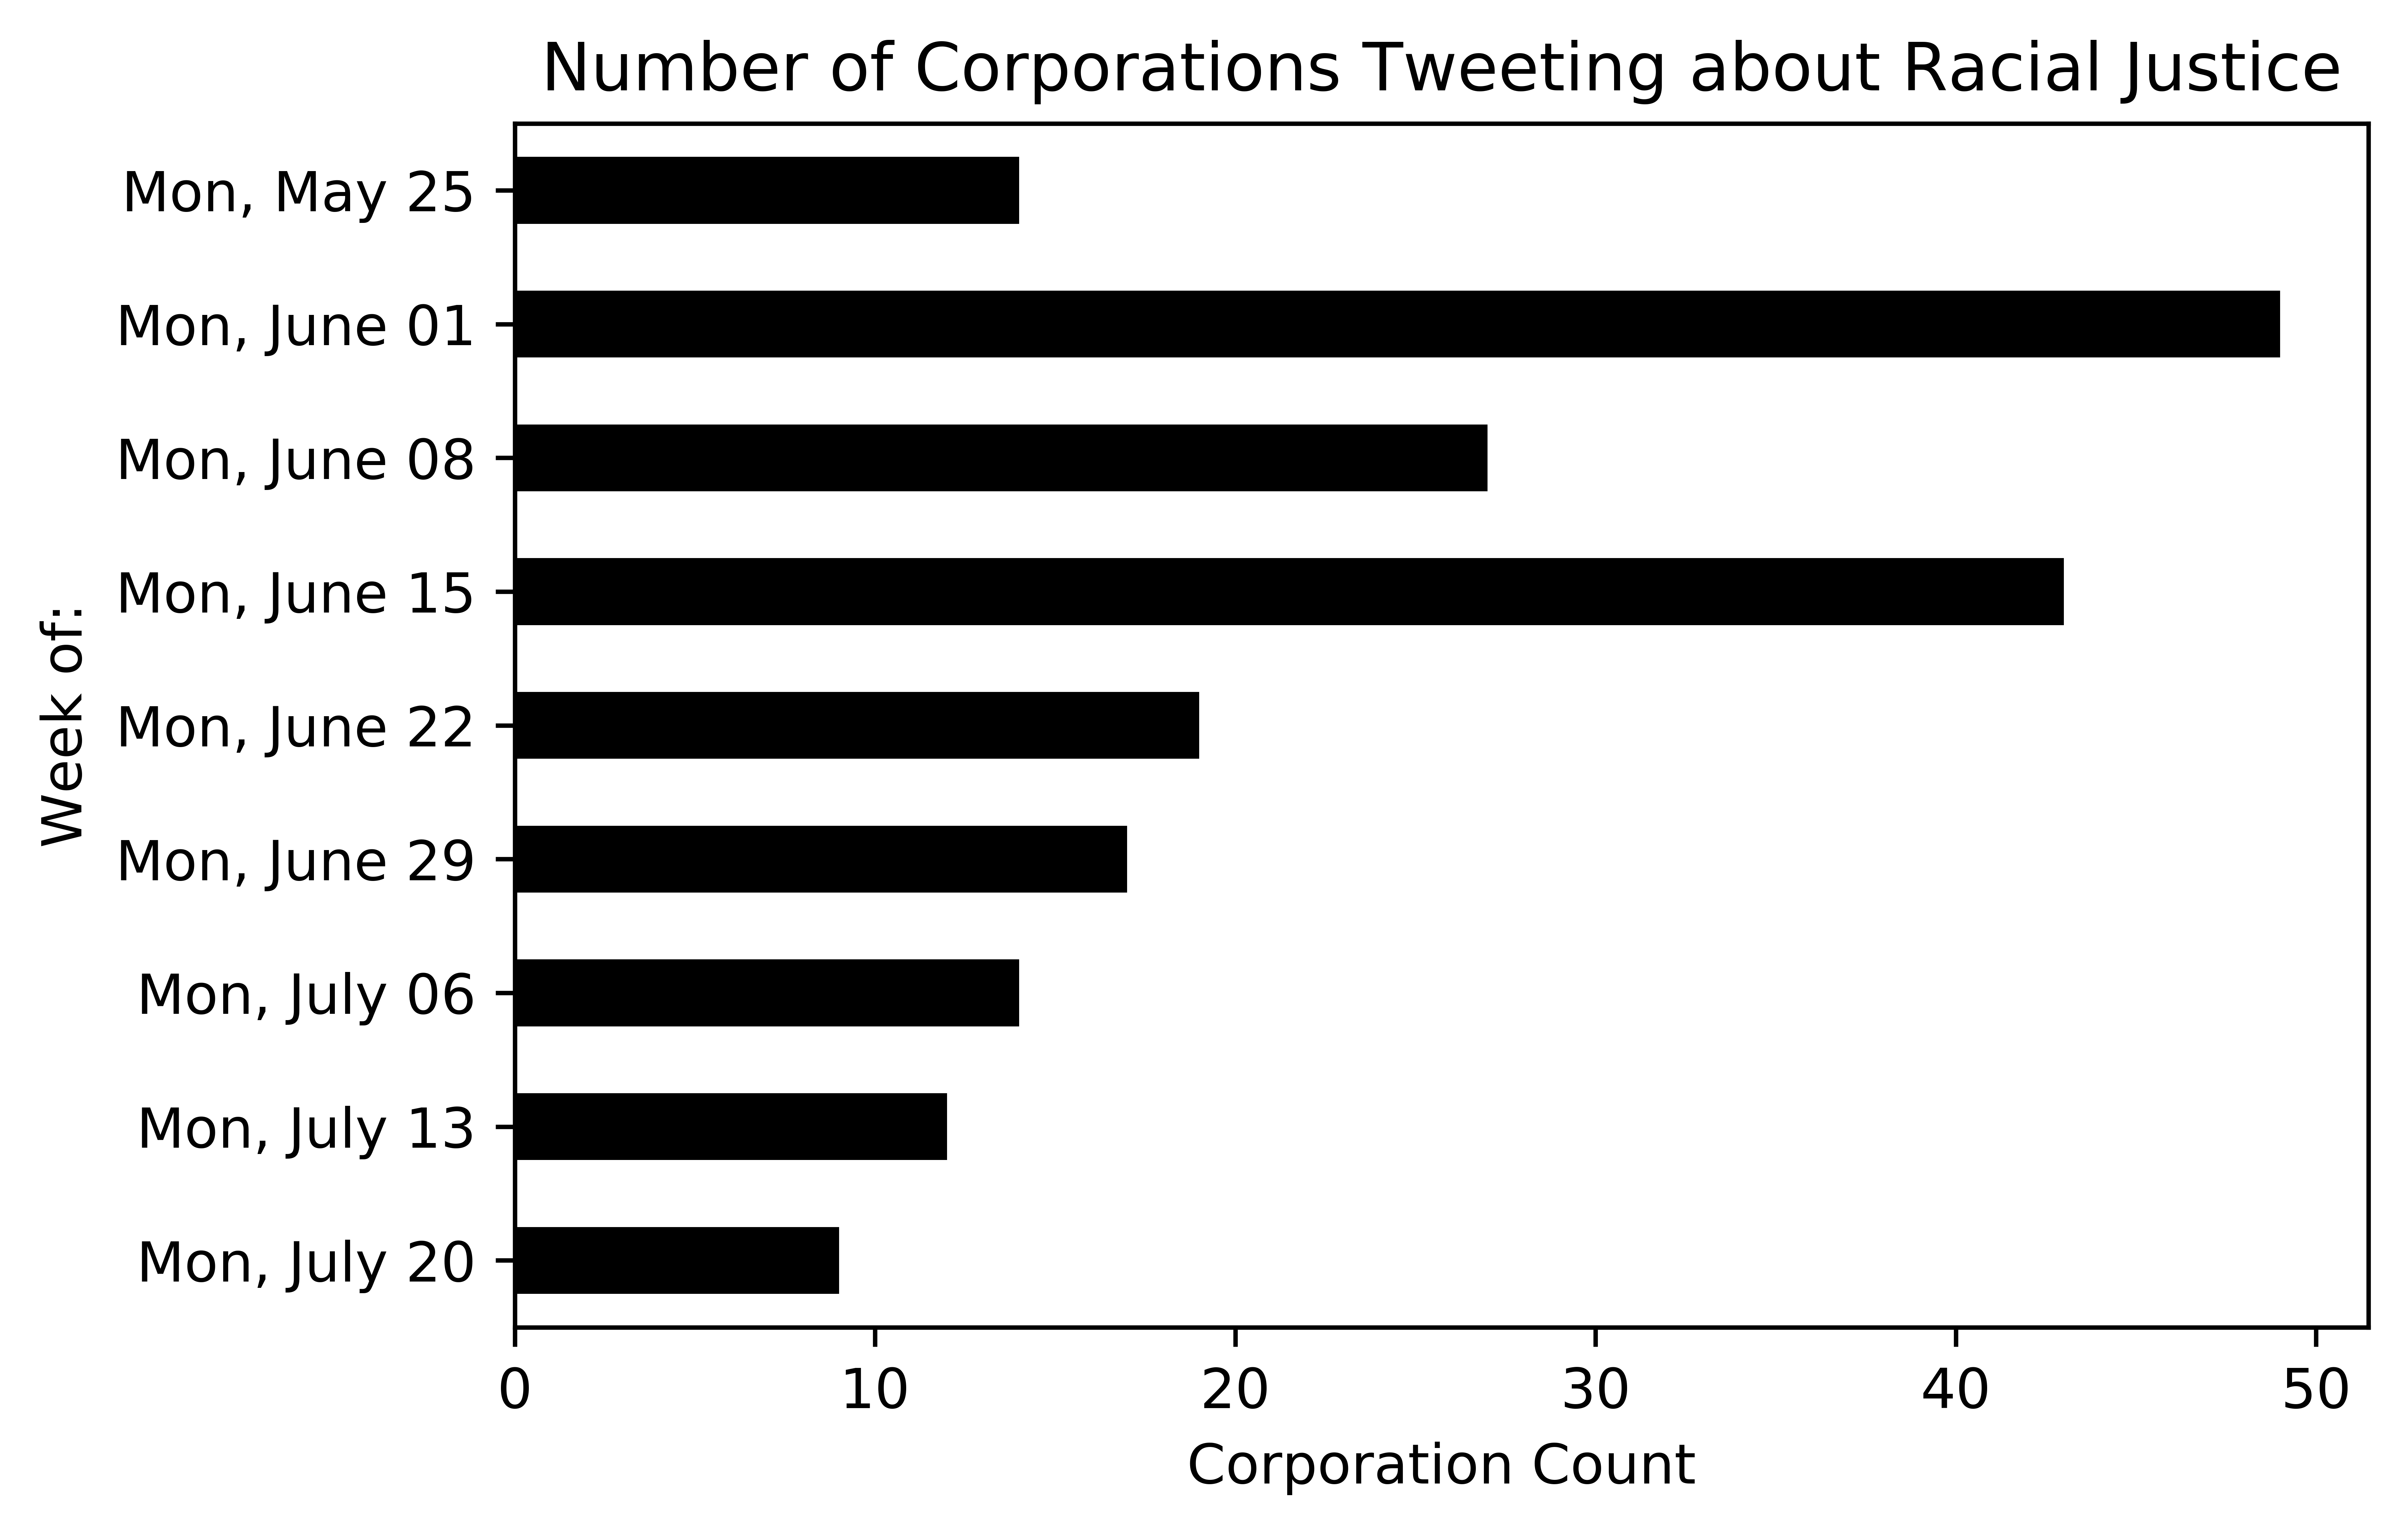 Number of Corporations Tweeting about Racial Justice
Week of:
Mon, May 25
Mon, June 01
Mon, June 08
Mon, June 15
Mon, June 22
Mon, June 29
Mon, July 06
Mon, July 13
Mon, July 20
0 10 20 30 40 50
Corporation Count